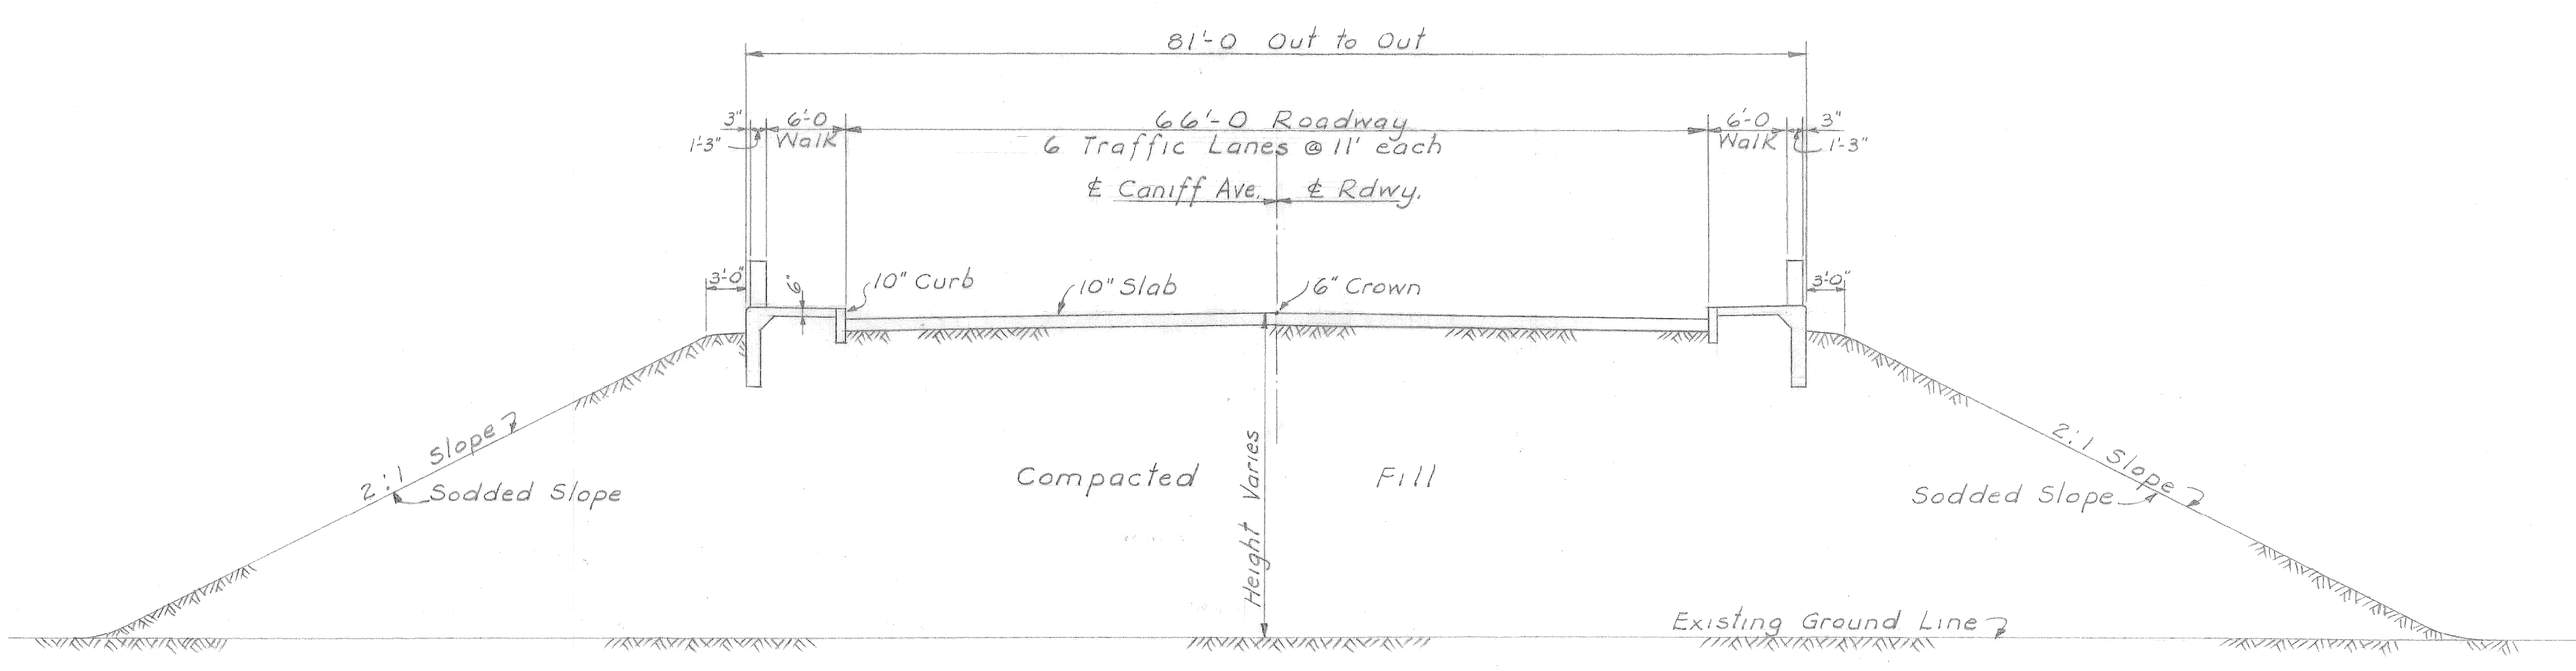 81'-0 Out to Out
3" 6'-0 66'-0 Roadway 6'-0 3"
1'-3" Walk 6 Traffic Lanes @ 11' each Walk 1'-3"
℄ Caniff Ave. ℄ Rdwy.
3'-0" 6" 10" Curb 10" Slab 6" Crown 3'-0"
2:1 Slope
Sodded Slope
Compacted Fill
Height Varies
2:1 Slope
Sodded Slope
Existing Ground Line